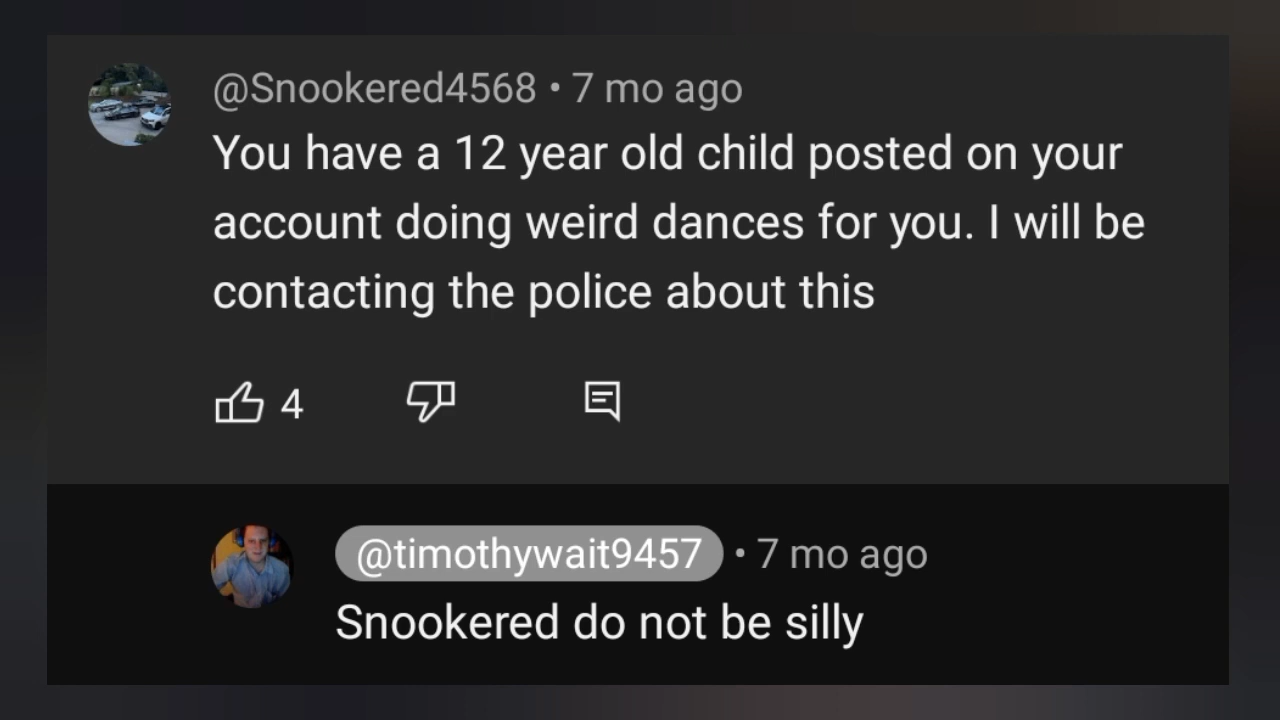 @Snookered4568 • 7 mo ago
You have a 12 year old child posted on your
account doing weird dances for you. I will be
contacting the police about this
4
@timothywait9457 • 7 mo ago
Snookered do not be silly